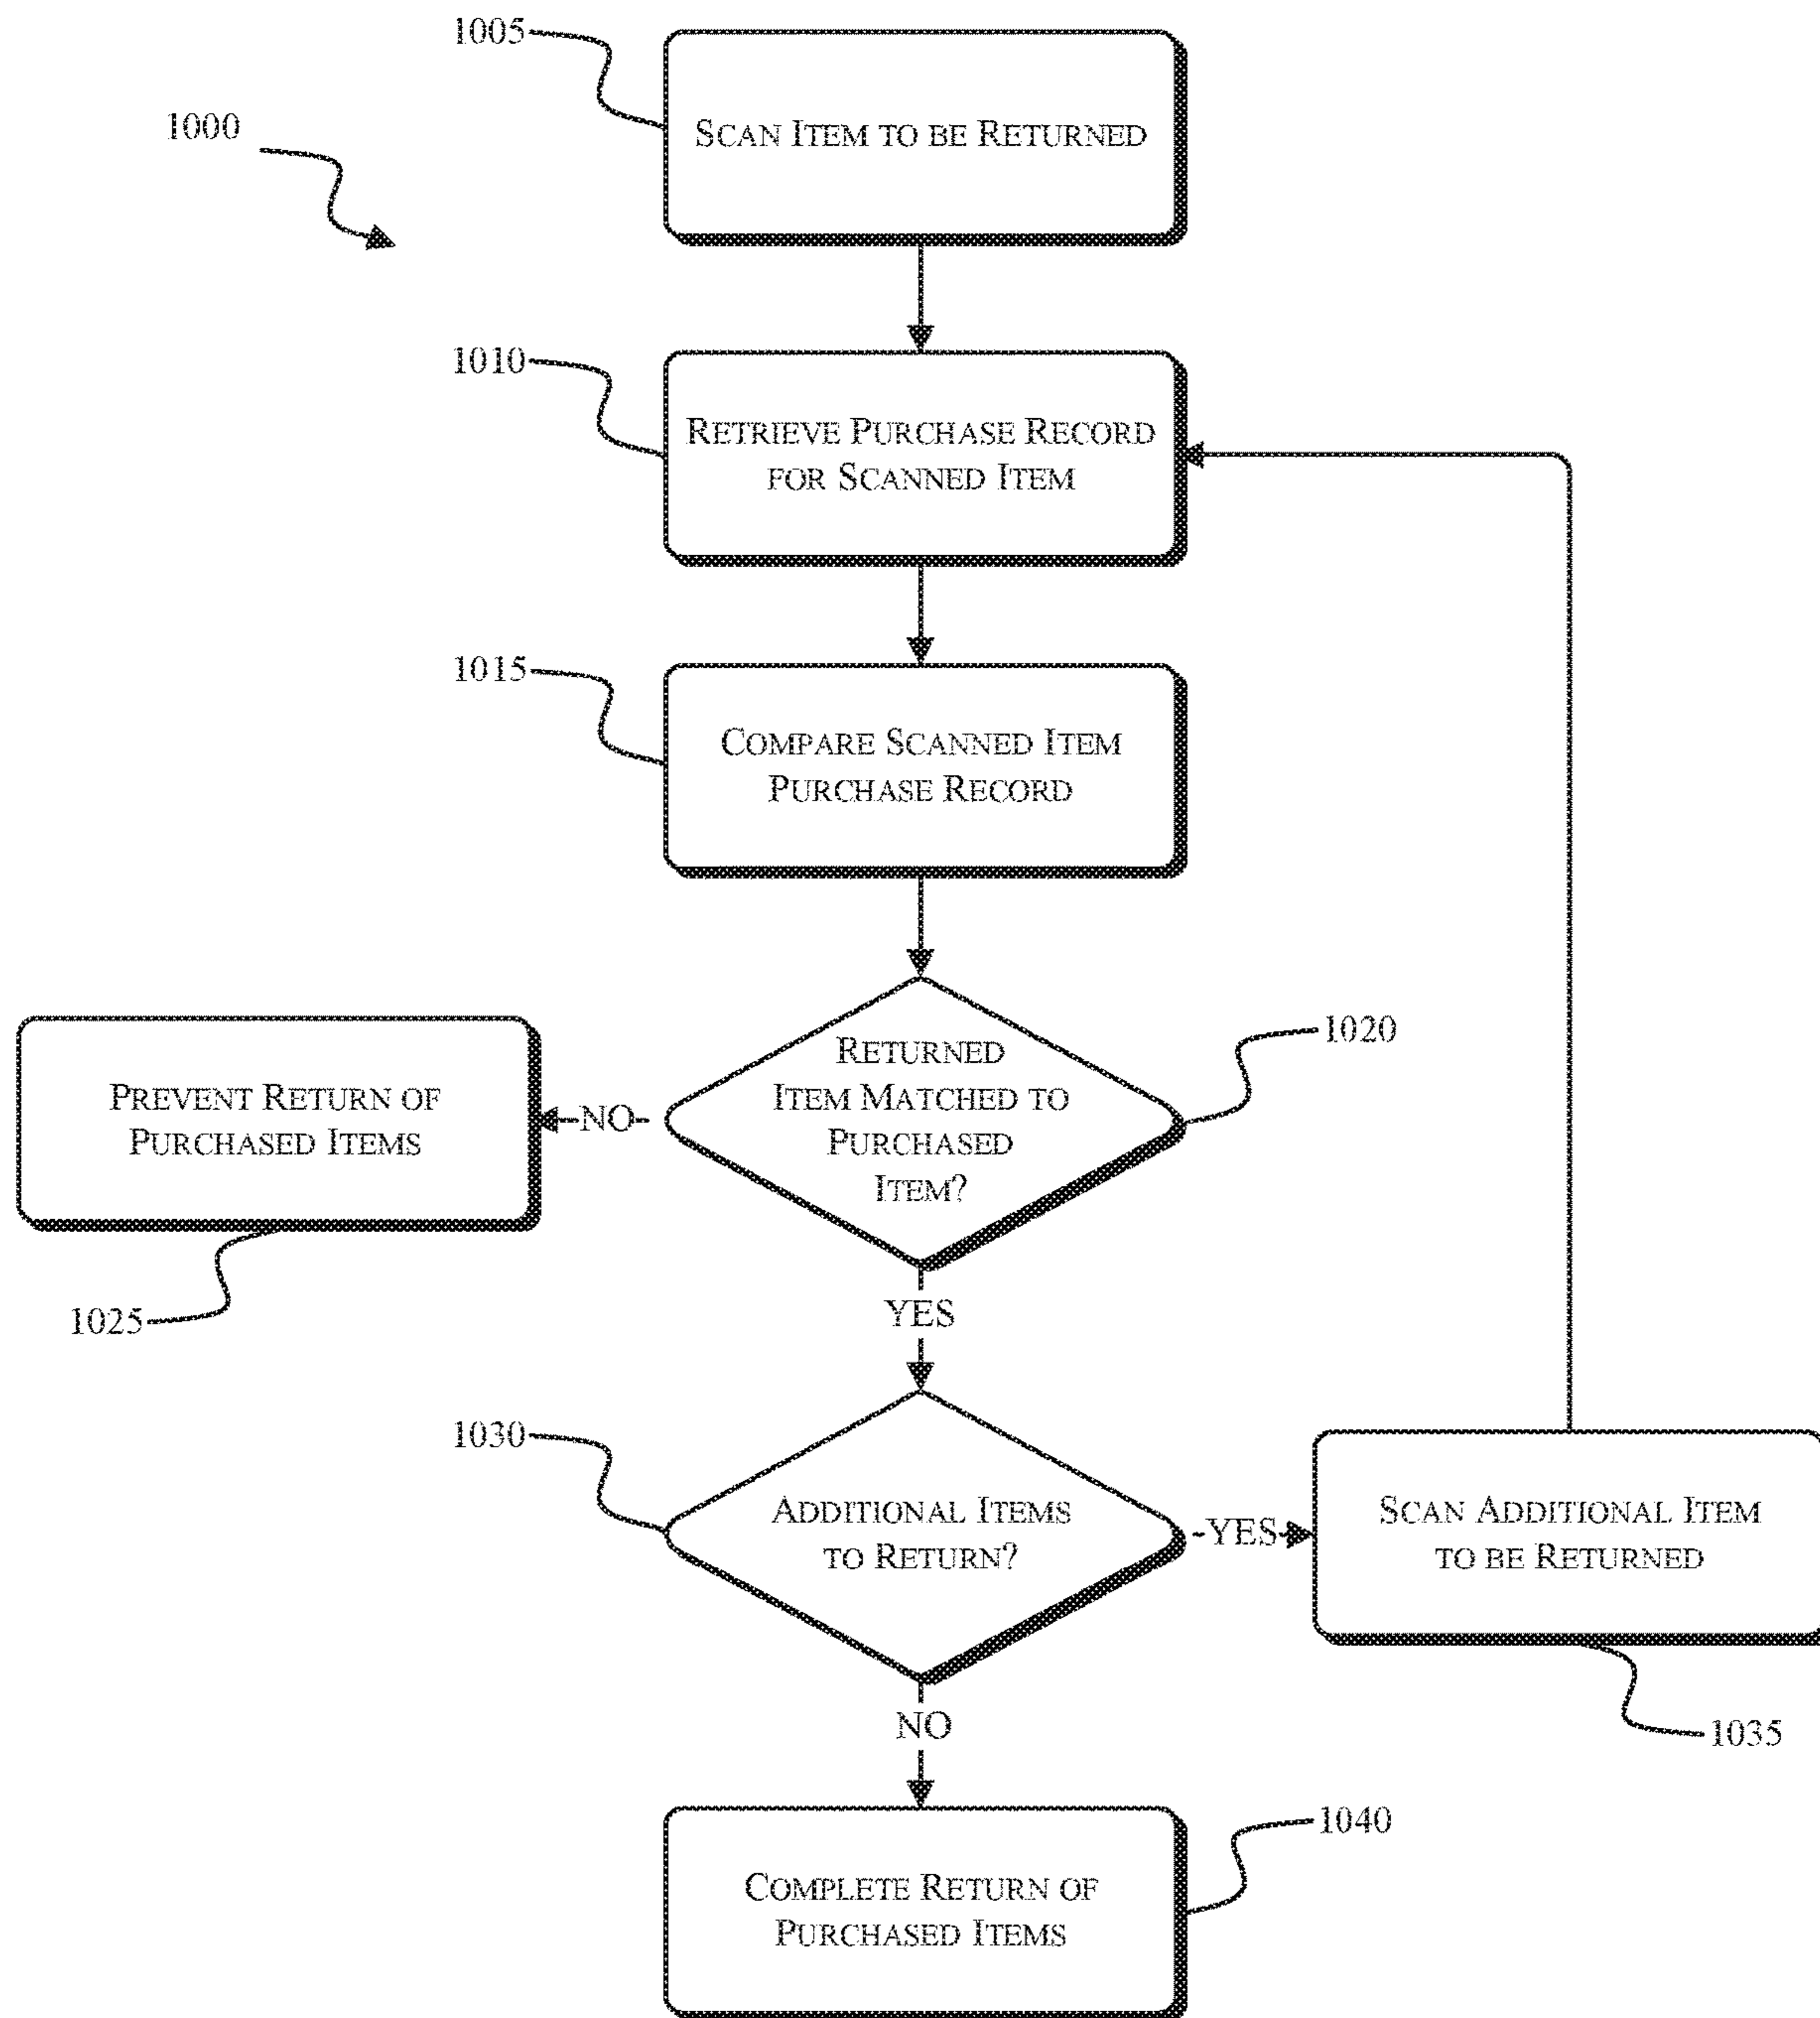 1005
1000
SCAN ITEM TO BE RETURNED
1010
RETRIEVE PURCHASE RECORD
FOR SCANNED ITEM
1015
COMPARE SCANNED ITEM
PURCHASE RECORD
1020
RETURNED
ITEM MATCHED TO
PURCHASED
ITEM?
NO
PREVENT RETURN OF
PURCHASED ITEMS
1025
YES
1030
ADDITIONAL ITEMS
TO RETURN?
YES
SCAN ADDITIONAL ITEM
TO BE RETURNED
1035
NO
1040
COMPLETE RETURN OF
PURCHASED ITEMS